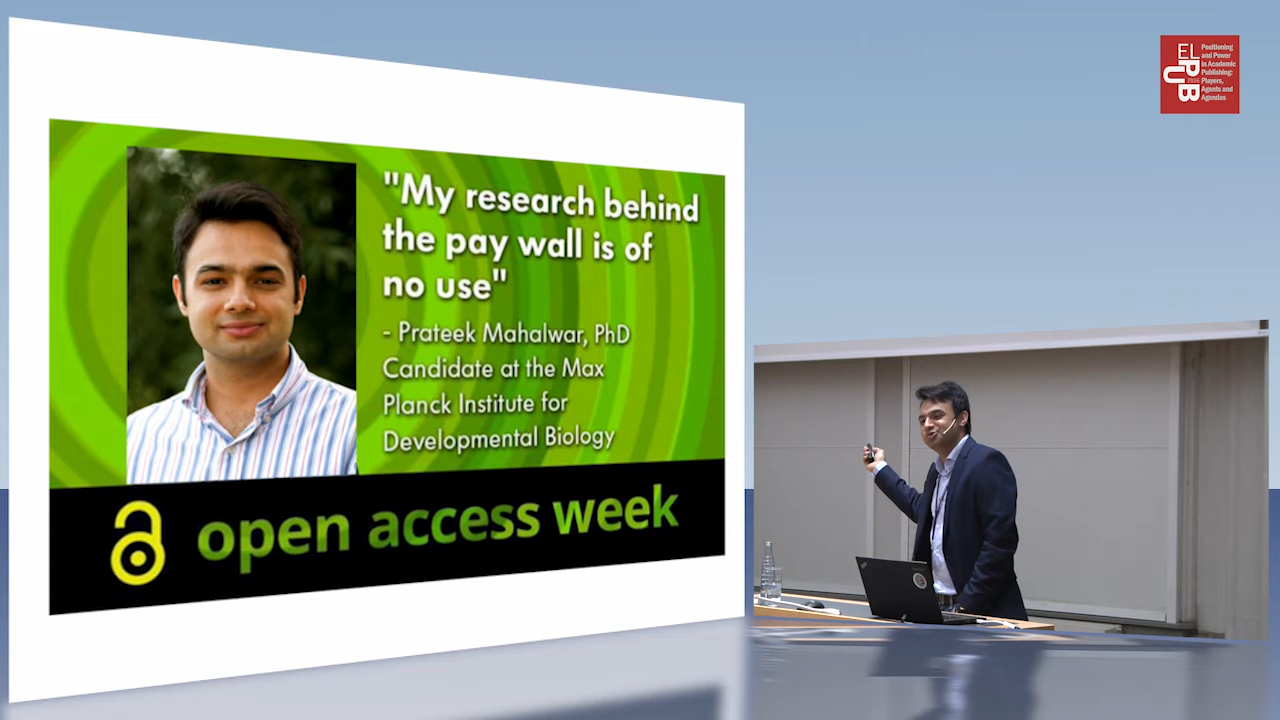 "My research behind
the pay wall is of
no use"
- Prateek Mahalwar, PhD
Candidate at the Max
Planck Institute for
Developmental Biology
open access week
EL
PUB
2016
Positioning
and Power
in Academic
Publishing:
Players,
Agents and
Agendas